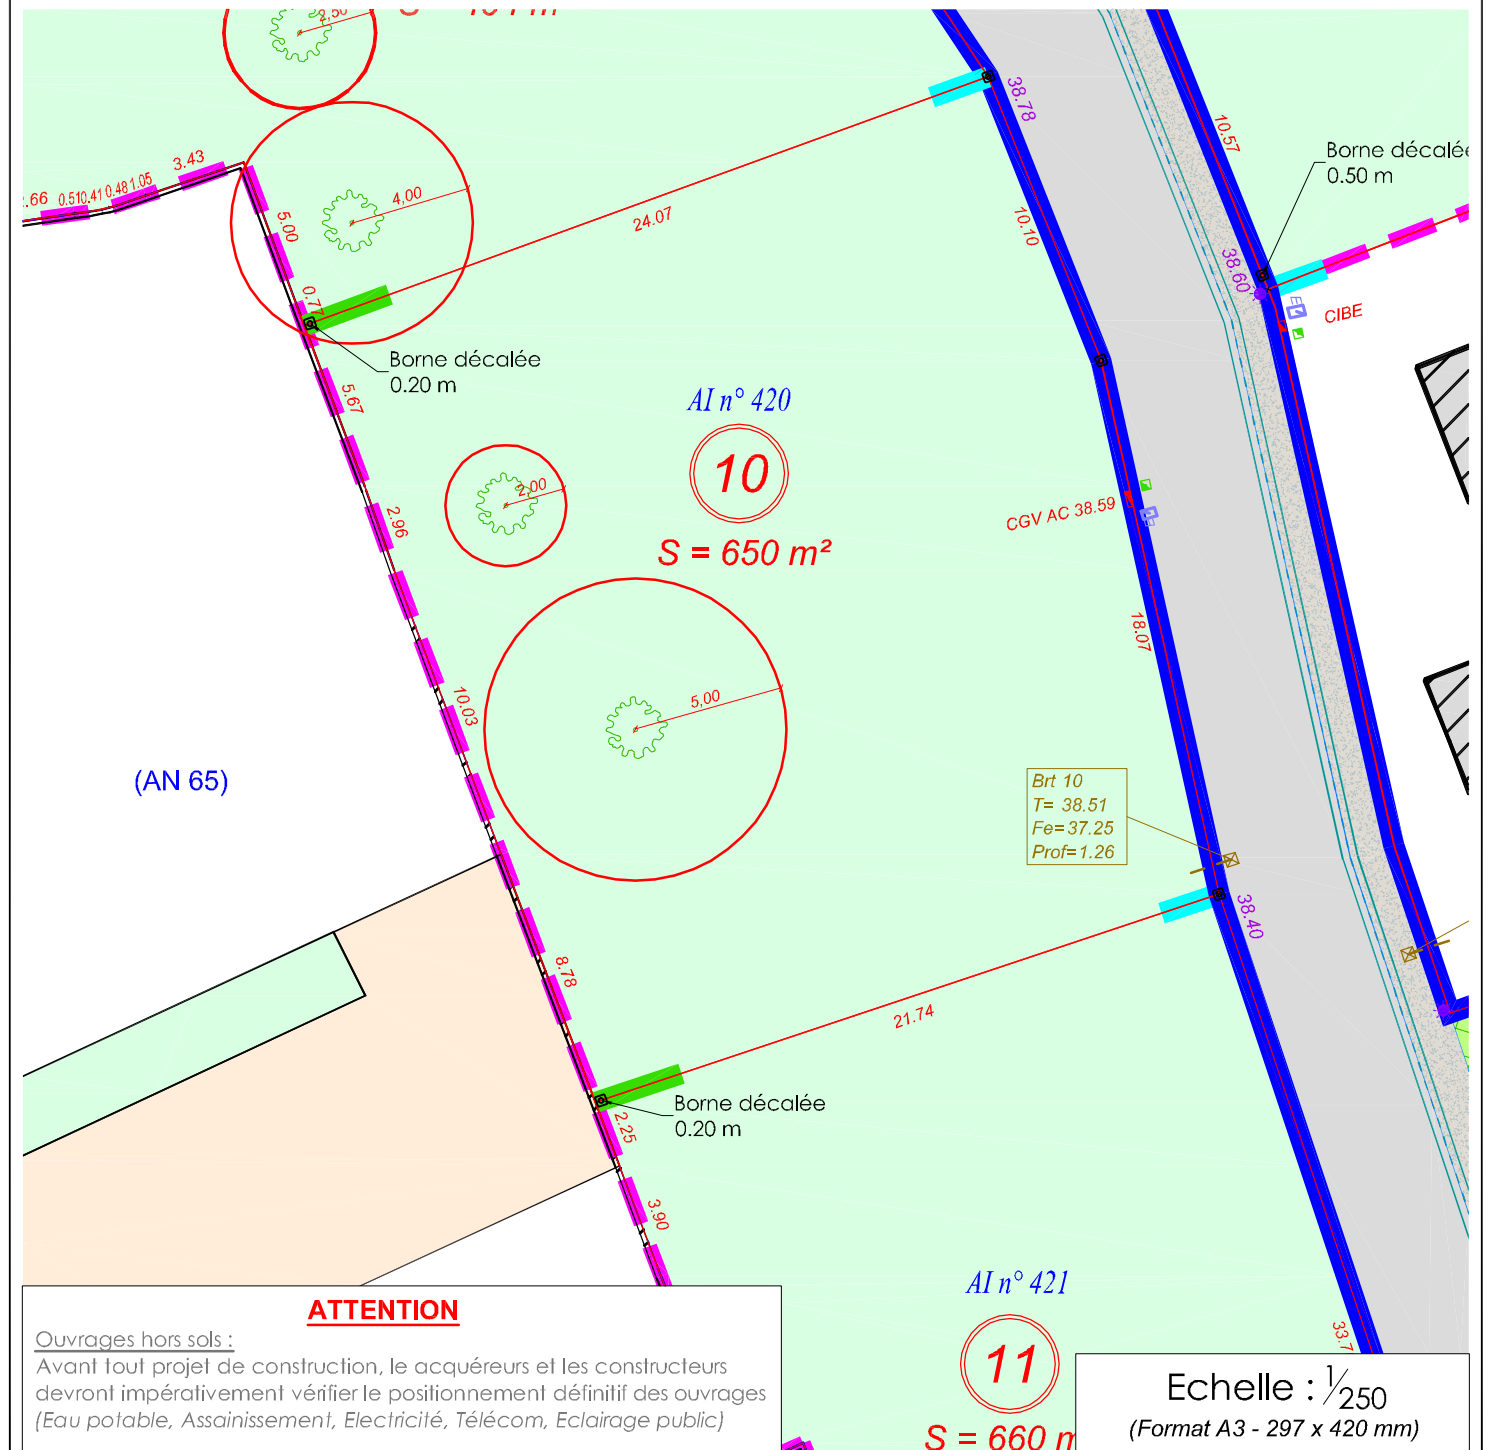 2,50
38.78
10.57
Borne décalée
0.50 m
3.43
.66 0.51 0.41 0.48 1.05
4,00
24.07
5.00
10.10
38.60
CIBE
0.77
Borne décalée
0.20 m
5.67
AI n° 420
10
S = 650 m²
2,00
CGV AC 38.59
2.96
18.07
10.03
5,00
(AN 65)
Brt 10
T= 38.51
Fe=37.25
Prof=1.26
38.40
8.78
21.74
Borne décalée
0.20 m
2.25
3.90
AI n° 421
11
S = 660 m
33.7
ATTENTION
Ouvrages hors sols :
Avant tout projet de construction, le acquéreurs et les constructeurs
devront impérativement vérifier le positionnement définitif des ouvrages
(Eau potable, Assainissement, Electricité, Télécom, Eclairage public)
Echelle : 1/250
(Format A3 - 297 x 420 mm)